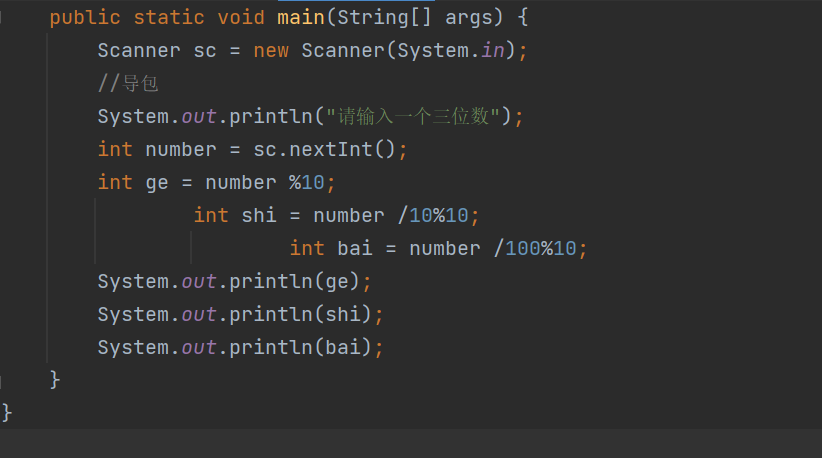 public static void main(String[] args) {
Scanner sc = new Scanner(System.in);
//导包
System.out.println("请输入一个三位数");
int number = sc.nextInt();
int ge = number %10;
int shi = number /10%10;
int bai = number /100%10;
System.out.println(ge);
System.out.println(shi);
System.out.println(bai);
}
}